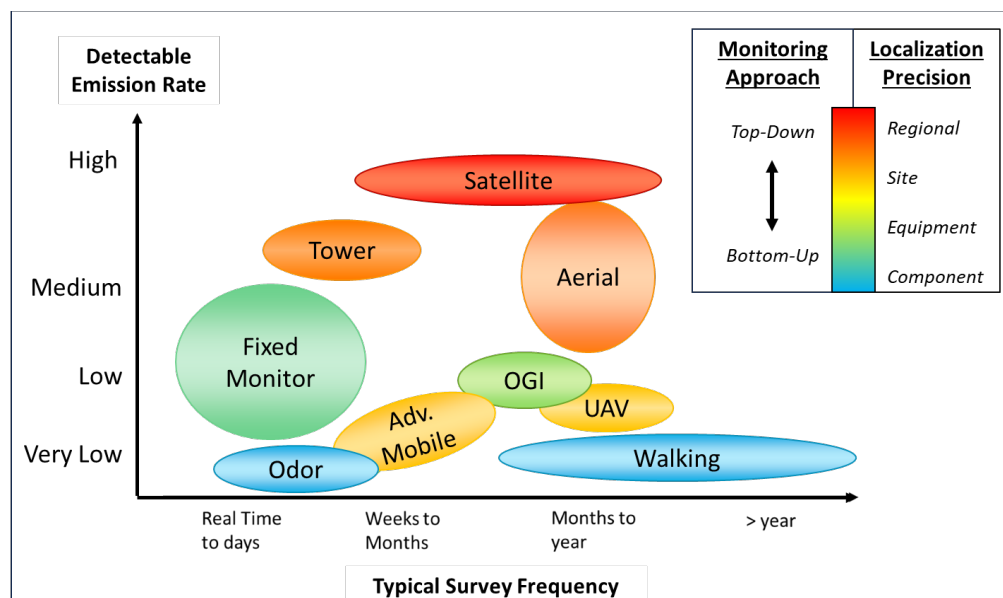 Detectable
Emission Rate
Monitoring
Approach
Localization
Precision
Top-Down
Bottom-Up
Regional
Site
Equipment
Component
High
Medium
Low
Very Low
Satellite
Tower
Aerial
Fixed
Monitor
OGI
UAV
Adv.
Mobile
Odor
Walking
Real Time
to days
Weeks to
Months
Months to
year
> year
Typical Survey Frequency